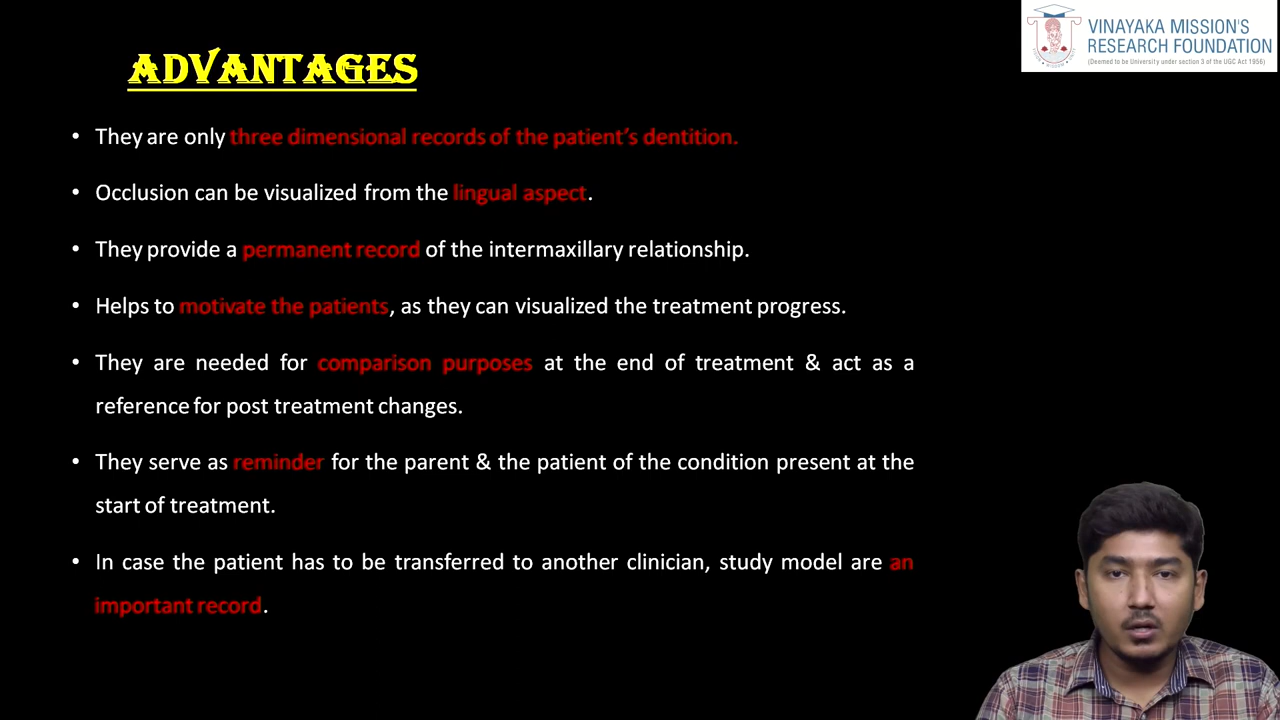 VINAYAKA MISSION'S
RESEARCH FOUNDATION
(Deemed to be University under section 3 of the UGC Act 1956)
ADVANTAGES
• They are only three dimensional records of the patient's dentition.
• Occlusion can be visualized from the lingual aspect.
• They provide a permanent record of the intermaxillary relationship.
• Helps to motivate the patients, as they can visualized the treatment progress.
• They are needed for comparison purposes at the end of treatment & act as a
reference for post treatment changes.
• They serve as reminder for the parent & the patient of the condition present at the
start of treatment.
• In case the patient has to be transferred to another clinician, study model are an
important record.